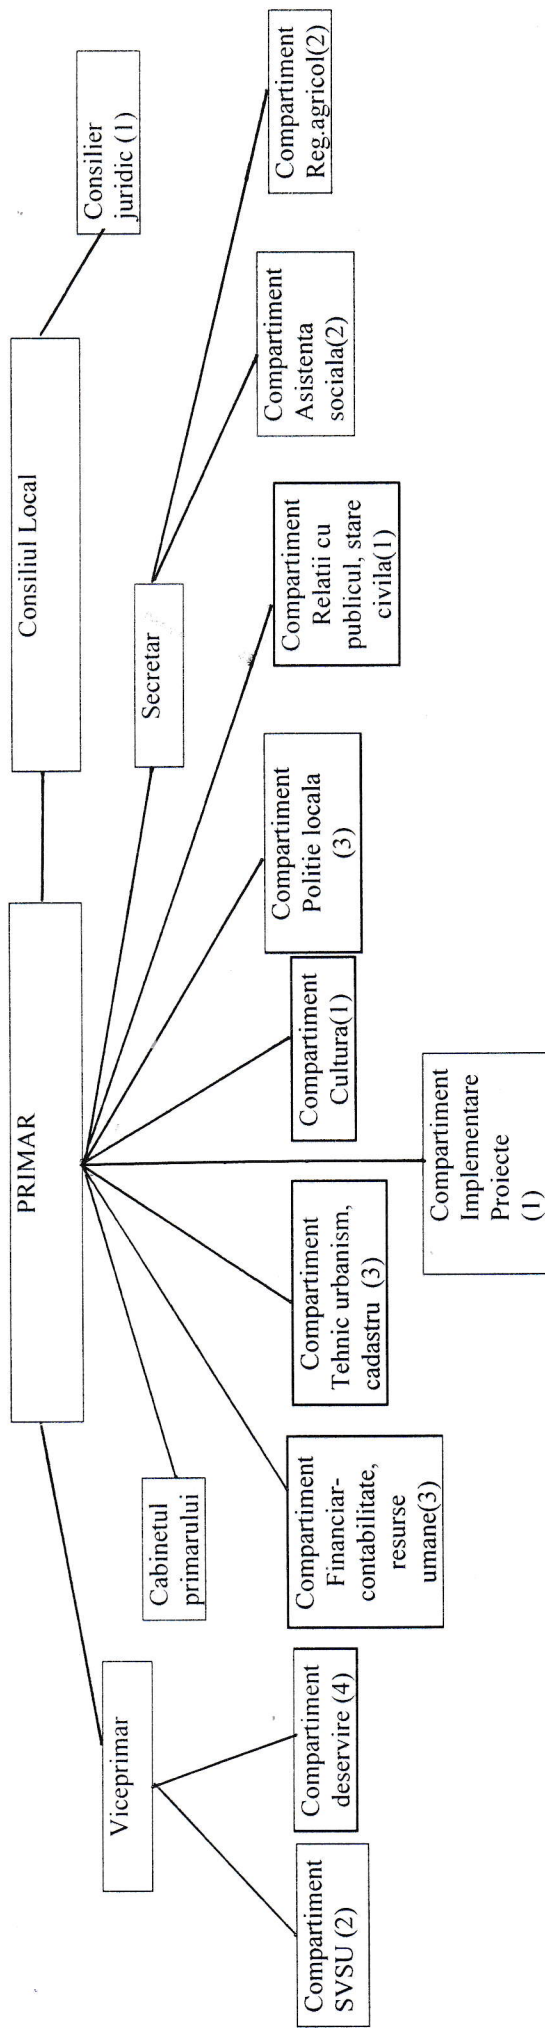 PRIMAR
Consiliul Local
Consilier
juridic (1)
Viceprimar
Cabinetul
primarului
Secretar
Compartiment
SVSU (2)
Compartiment
deservire (4)
Compartiment
Financiar-
contabilitate,
resurse
umane(3)
Compartiment
Tehnic urbanism,
cadastru (3)
Compartiment
Implementare
Proiecte
(1)
Compartiment
Cultura(1)
Compartiment
Politie locala
(3)
Compartiment
Relatii cu
publicul, stare
civila(1)
Compartiment
Asistenta
sociala(2)
Compartiment
Reg.agricol(2)